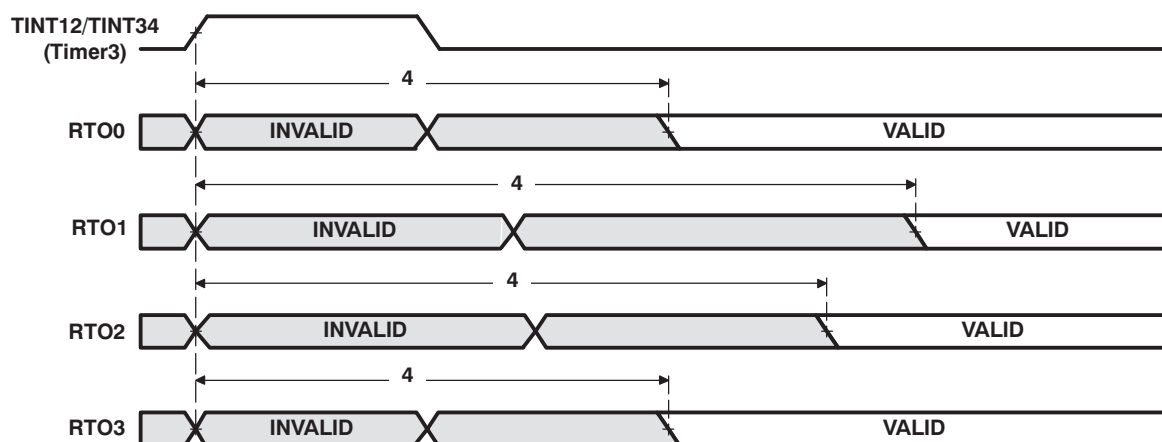 TINT12/TINT34
(Timer3)
4
RTO0 INVALID VALID
4
RTO1 INVALID VALID
4
RTO2 INVALID VALID
4
RTO3 INVALID VALID